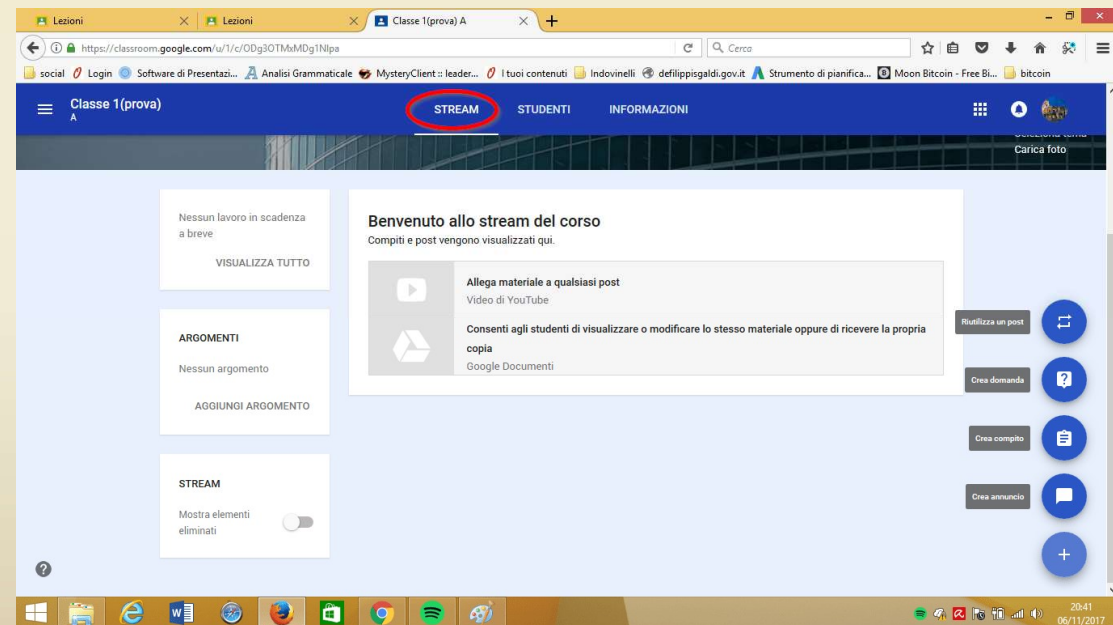 Lezioni
Lezioni
Classe 1(prova) A
https://classroom.google.com/u/1/c/ODg3OTMxMDg1Nlpa
Cerca
social
Login
Software di Presentazi...
Analisi Grammaticale
MysteryClient :: leader...
I tuoi contenuti
Indovinelli
defilippisgaldi.gov.it
Strumento di pianifica...
Moon Bitcoin - Free Bi...
bitcoin
Classe 1(prova)
A
STREAM
STUDENTI
INFORMAZIONI
Carica foto
Nessun lavoro in scadenza
a breve
VISUALIZZA TUTTO
ARGOMENTI
Nessun argomento
AGGIUNGI ARGOMENTO
STREAM
Mostra elementi
eliminati
Benvenuto allo stream del corso
Compiti e post vengono visualizzati qui.
Allega materiale a qualsiasi post
Video di YouTube
Consenti agli studenti di visualizzare o modificare lo stesso materiale oppure di ricevere la propria
copia
Google Documenti
Riutilizza un post
Crea domanda
Crea compito
Crea annuncio
20:41
06/11/2017